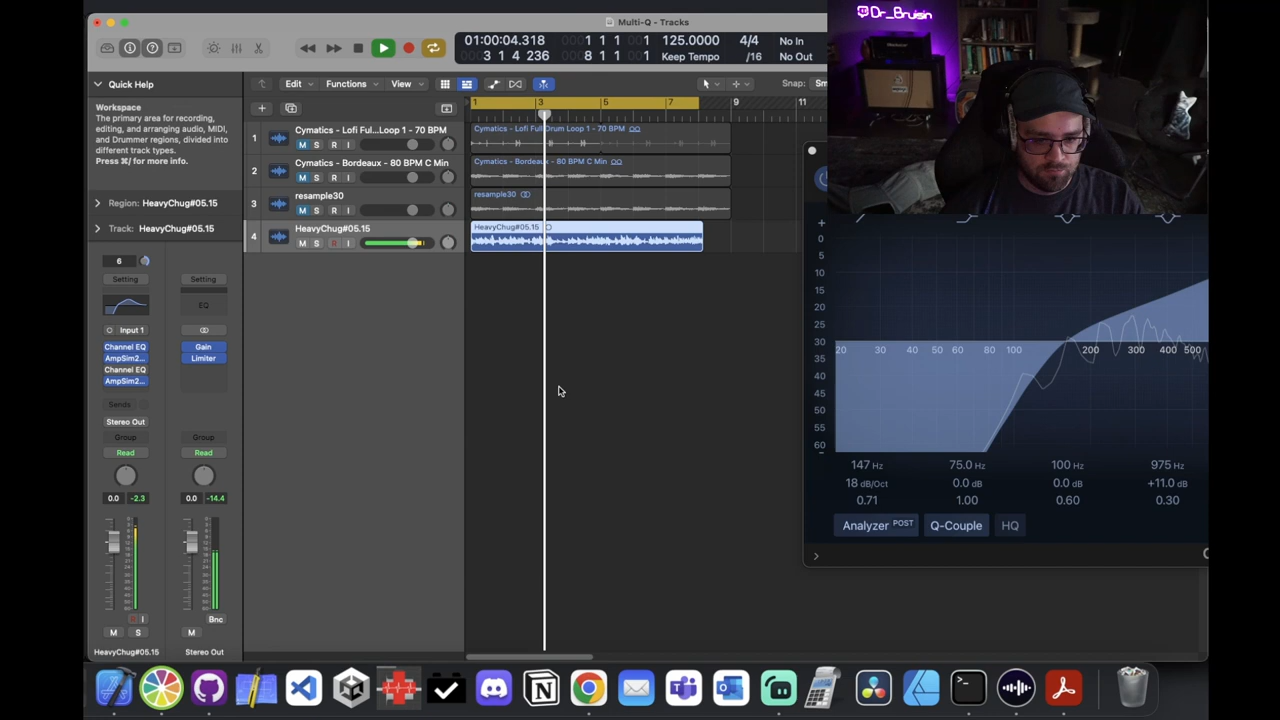 @Dr_Bruisin
Multi-Q - Tracks
01:00:04.318
3 1 4 236
1 1 1
8 1 1 1
125.0000
Keep Tempo
4/4
/16
No In
No Out
Quick Help
Edit
Functions
View
Snap: Sm
Workspace
The primary area for recording,
editing, and arranging audio, MIDI,
and Drummer regions, divided into
different track types.
Press ⌘/ for more info.
1 3 5 7 9 11
1 Cymatics - Lofi Ful...Loop 1 - 70 BPM
M S R I
Cymatics - Lofi Full Drum Loop 1 - 70 BPM
2 Cymatics - Bordeaux - 80 BPM C Min
M S R I
Cymatics - Bordeaux - 80 BPM C Min
3 resample30
M S R I
resample30
4 HeavyChug#05.15
M S R I
HeavyChug#05.15
Region: HeavyChug#05.15
Track: HeavyChug#05.15
6
Setting
Setting
EQ
Input 1
Channel EQ
AmpSim2...
Channel EQ
AmpSim2...
Gain
Limiter
Sends
Stereo Out
Group
Group
Read
Read
0.0 -2.3
0.0 -14.4
I
Bnc
M S
M
HeavyChug#05.15
Stereo Out
+
0
5
10
15
20
25
30
35
40
45
50
55
60
-
20 30 40 50 60 80 100 200 300 400 500
147 Hz 75.0 Hz 100 Hz 975 Hz
18 dB/Oct 0.0 dB 0.0 dB +11.0 dB
0.71 1.00 0.60 0.30
Analyzer POST
Q-Couple
HQ